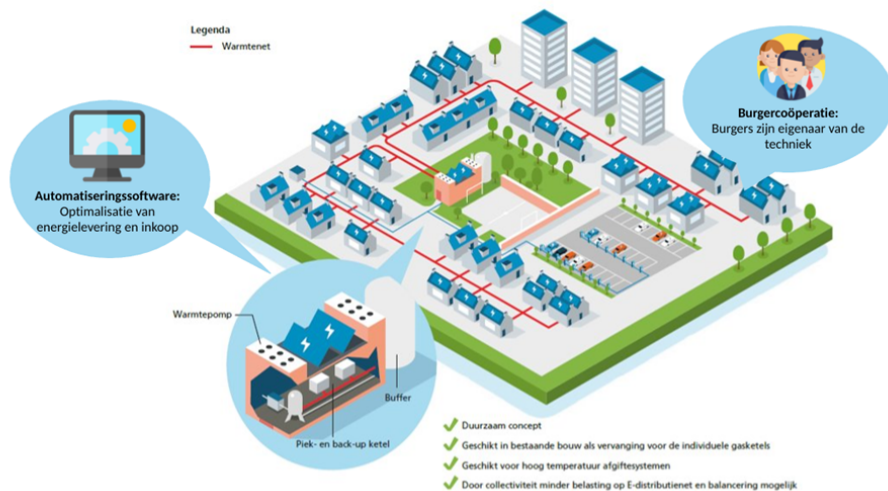 Legenda
Warmtenet
Burgercoöperatie:
Burgers zijn eigenaar van de
techniek
Automatiseringssoftware:
Optimalisatie van
energielevering en inkoop
Warmtepomp
Buffer
Piek- en back-up ketel
Duurzaam concept
Geschikt in bestaande bouw als vervanging voor de individuele gasketels
Geschikt voor hoog temperatuur afgiftesystemen
Door collectiviteit minder belasting op E-distributienet en balancering mogelijk